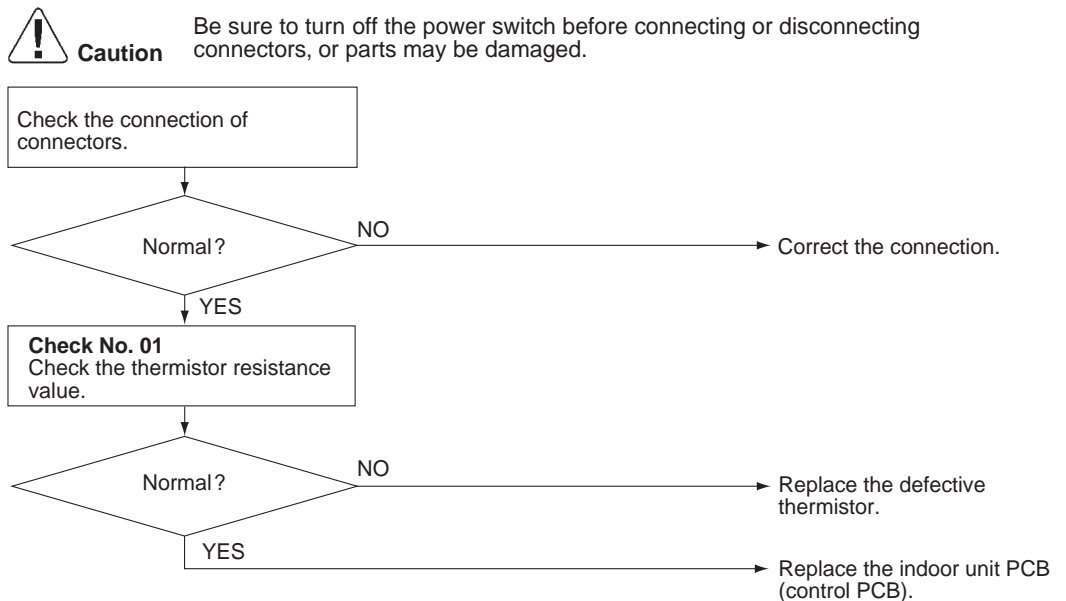 Be sure to turn off the power switch before connecting or disconnecting
Caution connectors, or parts may be damaged.
Check the connection of
connectors.
Normal?
NO
Correct the connection.
YES
Check No. 01
Check the thermistor resistance
value.
Normal?
NO
Replace the defective
thermistor.
YES
Replace the indoor unit PCB
(control PCB).